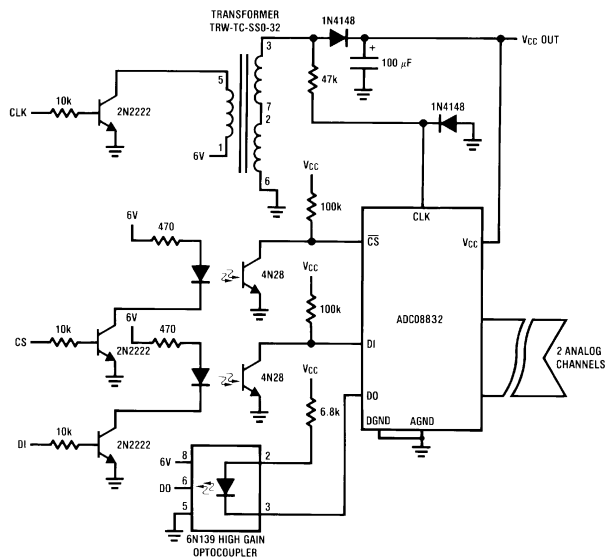 TRANSFORMER
TRW-TC-SSO-32
1N4148
VCC OUT
3
+
100 μF
10k
5
47k
CLK
2N2222
7
2
1N4148
6V
1
6
VCC
100k
CLK
6V
470
CS
VCC
4N28
VCC
100k
ADC08832
10k
6V
470
CS
2N2222
DI
2 ANALOG
CHANNELS
4N28
VCC
DO
10k
6.8k
DGND
AGND
DI
2N2222
6V
8
2
DO
6
5
3
6N139 HIGH GAIN
OPTOCOUPLER